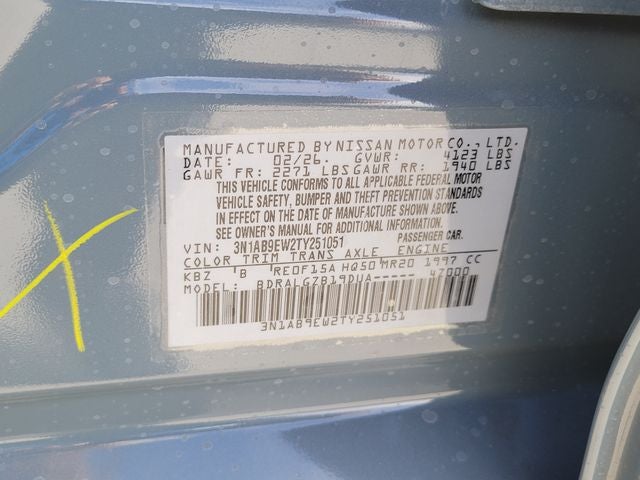 MANUFACTURED BY NISSAN MOTOR CO., LTD.
DATE: 02/26. GVWR: 4123 LBS
GAWR FR: 2271 LBS GAWR RR: 1940 LBS
THIS VEHICLE CONFORMS TO ALL APPLICABLE FEDERAL MOTOR
VEHICLE SAFETY, BUMPER, AND THEFT PREVENTION STANDARDS
IN EFFECT ON THE DATE OF MANUFACTURE SHOWN ABOVE.
SEE OWNER'S MANUAL FOR ADDITIONAL INFORMATION
VIN: 3N1AB9EW2TY251051 PASSENGER CAR.
COLOR TRIM TRANS AXLE ENGINE
KBZ 'B RE0F15A HQ50 MR20 1997 CC
MODEL: BDRALGZB19DUA----- 47000
3N1AB9EW2TY251051